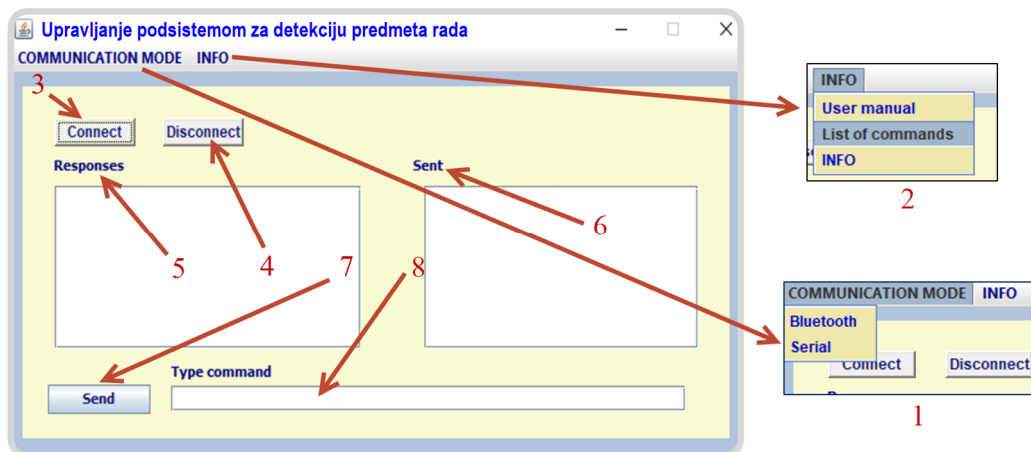 Upravljanje podsistemom za detekciju predmeta rada
COMMUNICATION MODE INFO
3
Connect Disconnect
Responses Sent
5 4 6
7 8
Type command
Send
INFO
User manual
List of commands
INFO
2
COMMUNICATION MODE INFO
Bluetooth
Serial
Connect Disconnect
1